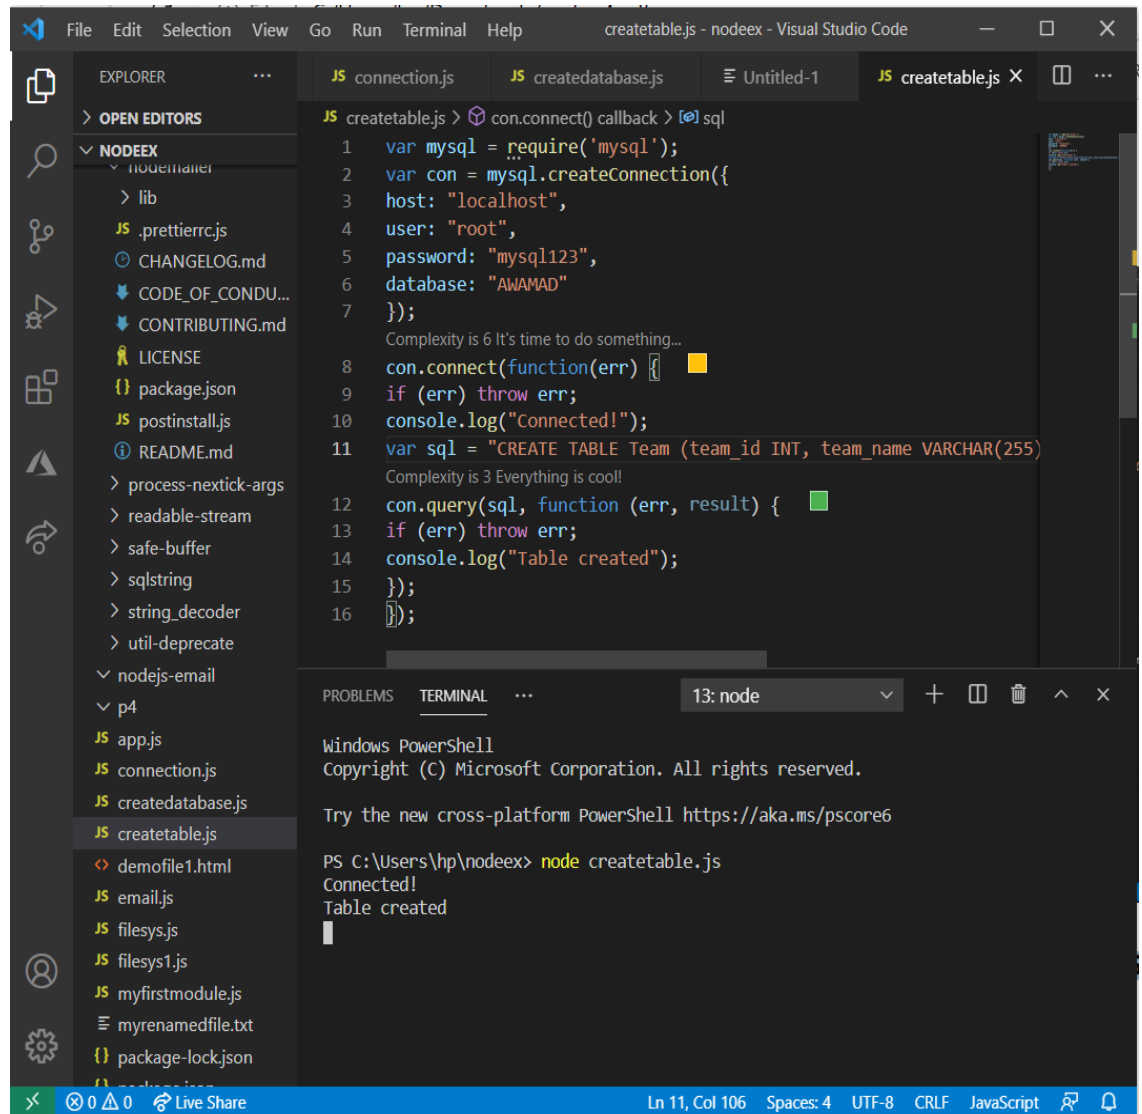 File Edit Selection View Go Run Terminal Help createtable.js - nodeex - Visual Studio Code
EXPLORER
OPEN EDITORS
NODEEX
nodemailer
lib
JS .prettierrc.js
CHANGELOG.md
CODE_OF_CONDU...
CONTRIBUTING.md
LICENSE
{} package.json
JS postinstall.js
README.md
process-nextick-args
readable-stream
safe-buffer
sqlstring
string_decoder
util-deprecate
nodejs-email
p4
JS app.js
JS connection.js
JS createdatabase.js
JS createtable.js
<> demofile1.html
JS email.js
JS filesys.js
JS filesys1.js
JS myfirstmodule.js
myrenamedfile.txt
{} package-lock.json
JS connection.js JS createdatabase.js Untitled-1 JS createtable.js
JS createtable.js > con.connect() callback > sql
1 var mysql = require('mysql');
2 var con = mysql.createConnection({
3 host: "localhost",
4 user: "root",
5 password: "mysql123",
6 database: "AWAMAD"
7 });
Complexity is 6 It's time to do something...
8 con.connect(function(err) {
9 if (err) throw err;
10 console.log("Connected!");
11 var sql = "CREATE TABLE Team (team_id INT, team_name VARCHAR(255)
Complexity is 3 Everything is cool!
12 con.query(sql, function (err, result) {
13 if (err) throw err;
14 console.log("Table created");
15 });
16 });
PROBLEMS TERMINAL ... 13: node
Windows PowerShell
Copyright (C) Microsoft Corporation. All rights reserved.
Try the new cross-platform PowerShell https://aka.ms/pscore6
PS C:\Users\hp\nodeex> node createtable.js
Connected!
Table created
0 0 Live Share Ln 11, Col 106 Spaces: 4 UTF-8 CRLF JavaScript